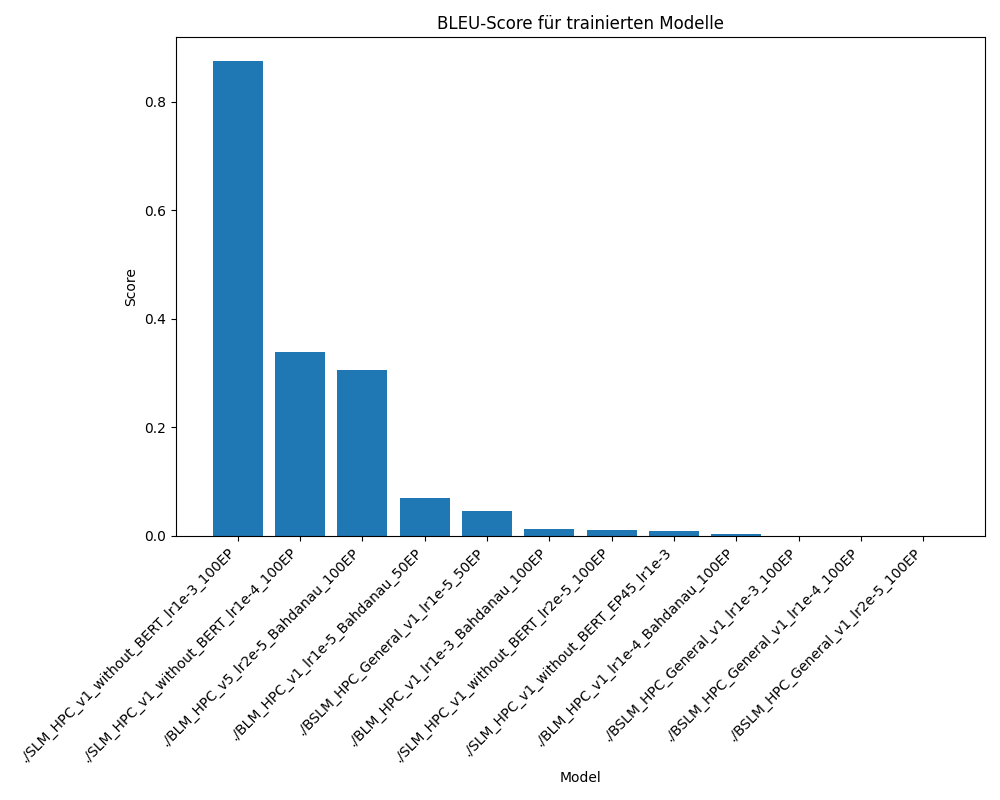 BLEU-Score für trainierten Modelle
Score
0.8
0.6
0.4
0.2
0.0
./SLM_HPC_v1_without_BERT_lr1e-3_100EP
./SLM_HPC_v1_without_BERT_lr1e-4_100EP
./BLM_HPC_v5_lr2e-5_Bahdanau_100EP
./BLM_HPC_v1_lr1e-5_Bahdanau_50EP
./BSLM_HPC_General_v1_lr1e-5_50EP
./BLM_HPC_v1_lr1e-3_Bahdanau_100EP
./SLM_HPC_v1_without_BERT_lr2e-5_100EP
./SLM_HPC_v1_without_BERT_EP45_lr1e-3
./BLM_HPC_v1_lr1e-4_Bahdanau_100EP
./BSLM_HPC_General_v1_lr1e-3_100EP
./BSLM_HPC_General_v1_lr1e-4_100EP
./BSLM_HPC_General_v1_lr2e-5_100EP
Model